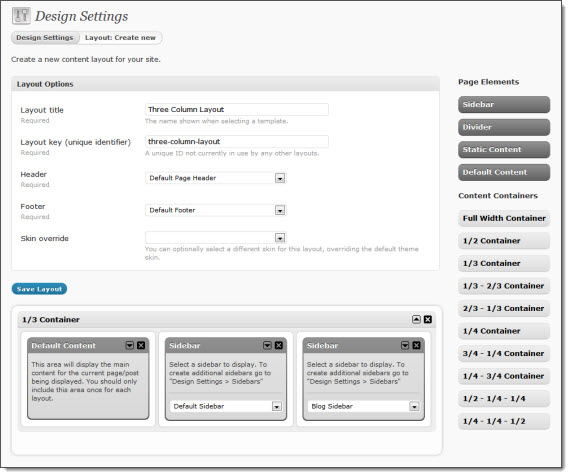 Design Settings
Design Settings Layout: Create new
Create a new content layout for your site.
Layout Options
Layout title
Required
Three Column Layout
The name shown when selecting a template.
Layout key (unique identifier)
Required
three-column-layout
A unique ID not currently in use by any other layouts.
Header
Required
Default Page Header
Footer
Required
Default Footer
Skin override
You can optionally select a different skin for this layout, overriding the default theme
skin.
Save Layout
1/3 Container
Default Content
This area will display the main
content for the current page/post
being displayed. You should only
include this area once for each
layout.
Sidebar
Select a sidebar to display. To
create additional sidebars go to
"Design Settings > Sidebars"
Default Sidebar
Sidebar
Select a sidebar to display. To
create additional sidebars go to
"Design Settings > Sidebars"
Blog Sidebar
Page Elements
Sidebar
Divider
Static Content
Default Content
Content Containers
Full Width Container
1/2 Container
1/3 Container
1/3 - 2/3 Container
2/3 - 1/3 Container
1/4 Container
3/4 - 1/4 Container
1/4 - 3/4 Container
1/2 - 1/4 - 1/4
1/4 - 1/4 - 1/2